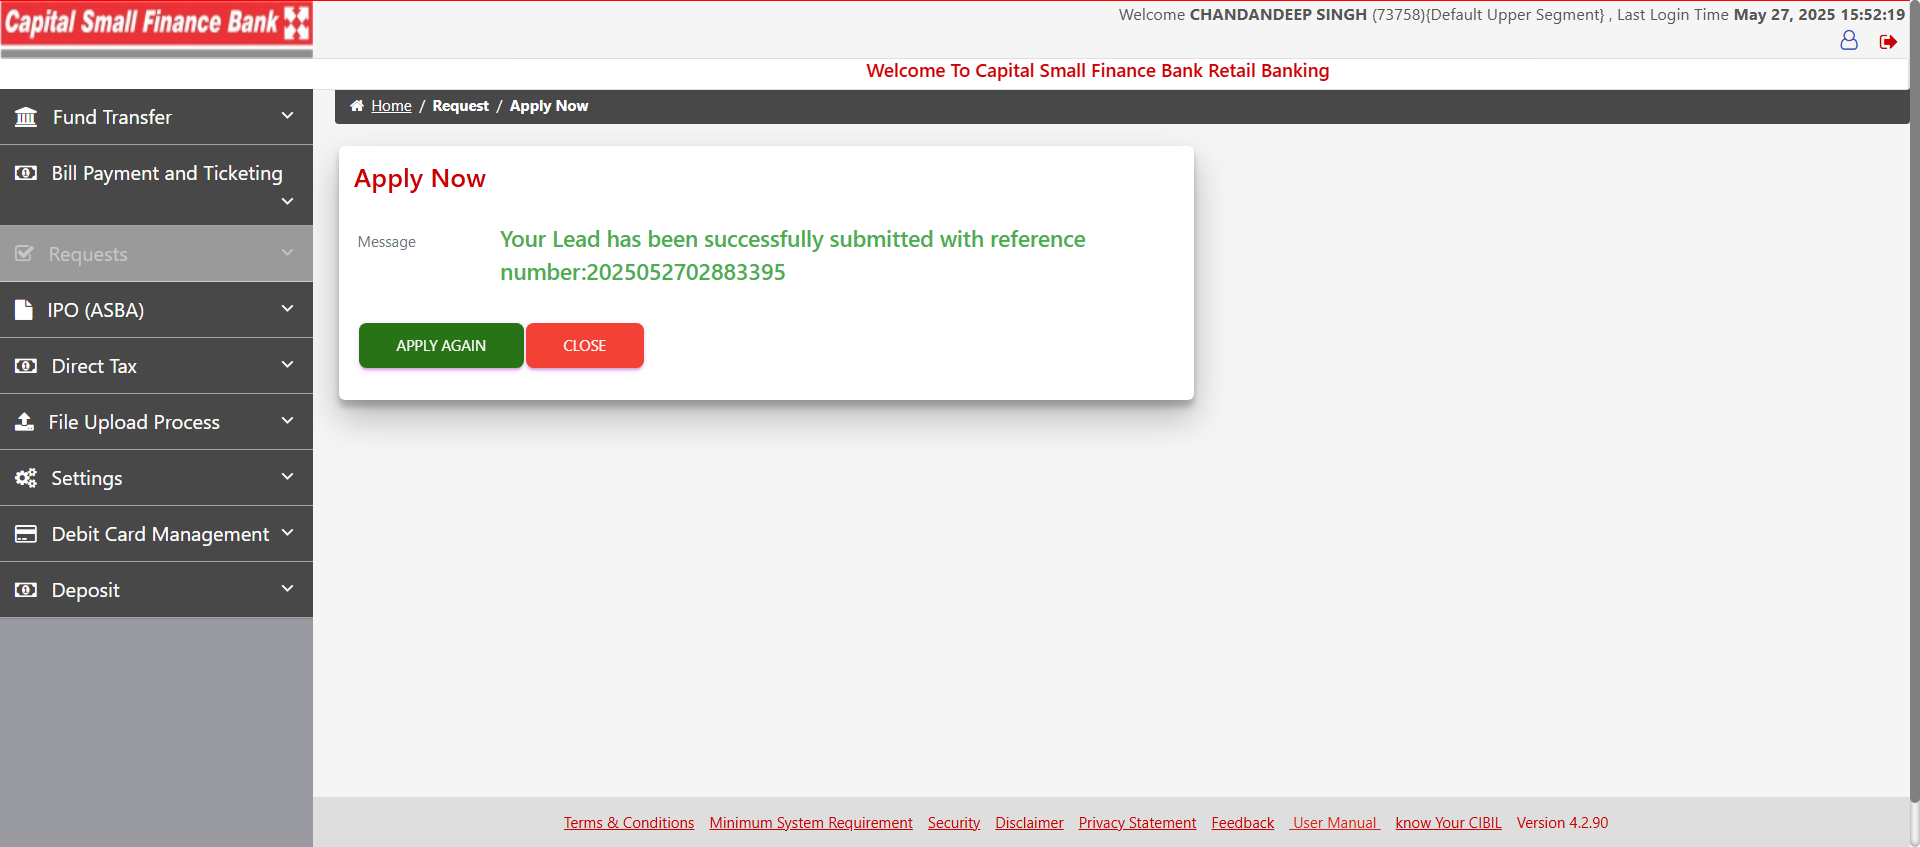 Capital Small Finance Bank
Welcome CHANDANDEEP SINGH (73758){Default Upper Segment} , Last Login Time May 27, 2025 15:52:19
Welcome To Capital Small Finance Bank Retail Banking
Fund Transfer
Bill Payment and Ticketing
Requests
IPO (ASBA)
Direct Tax
File Upload Process
Settings
Debit Card Management
Deposit
Home / Request / Apply Now
Apply Now
Message
Your Lead has been successfully submitted with reference
number:2025052702883395
APPLY AGAIN CLOSE
Terms & Conditions Minimum System Requirement Security Disclaimer Privacy Statement Feedback User Manual know Your CIBIL Version 4.2.90